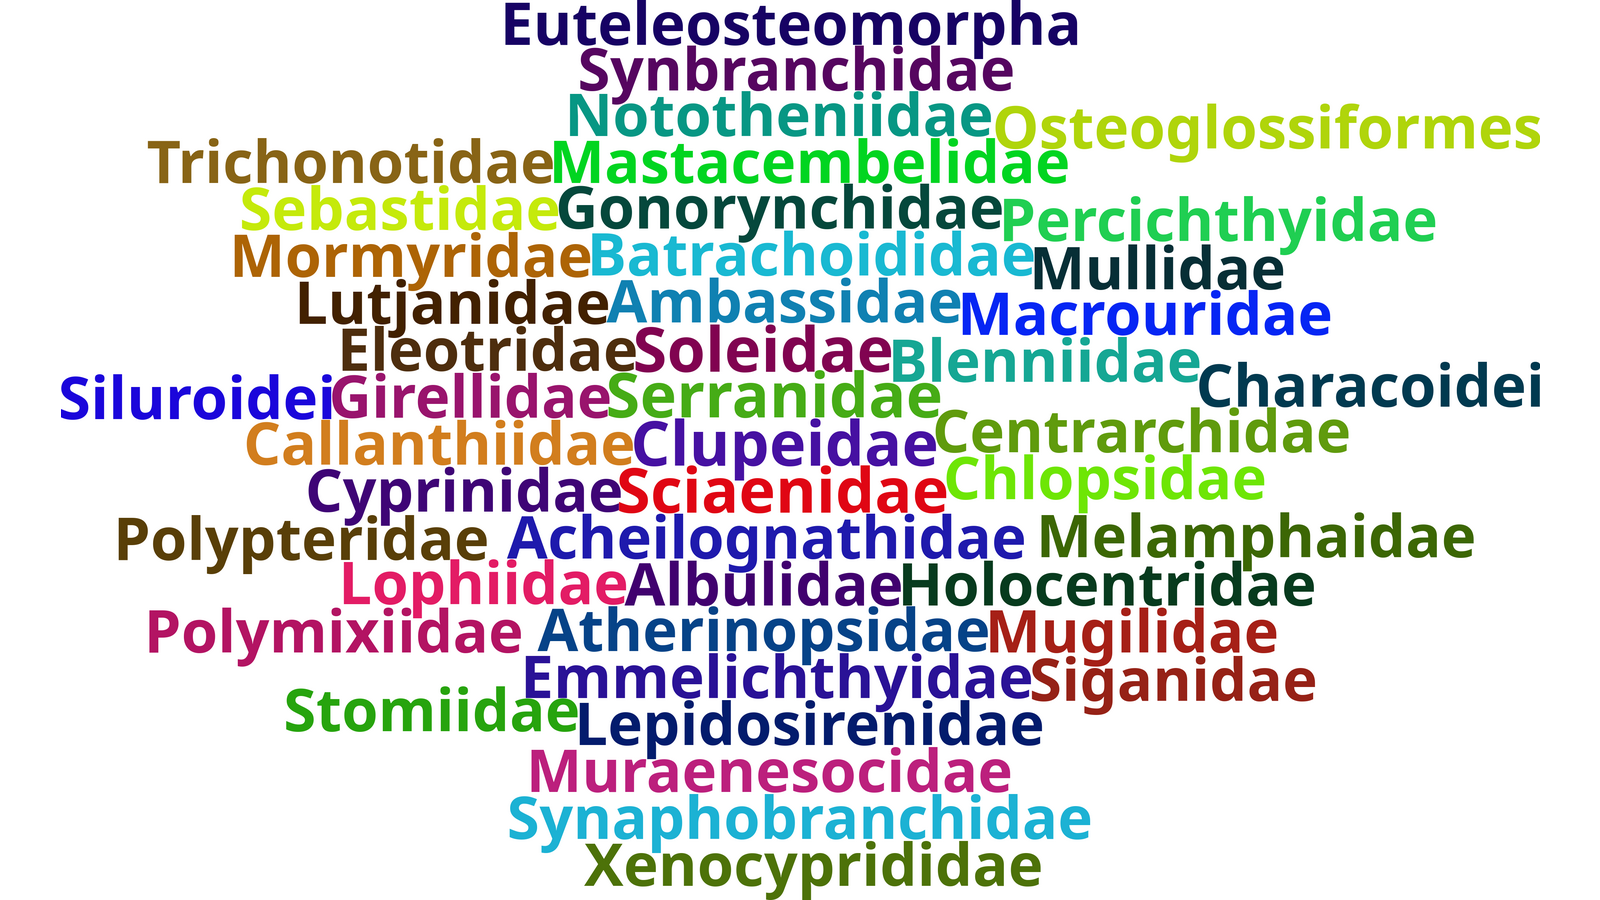 Euteleosteomorpha
Synbranchidae
Nototheniidae Osteoglossiformes
Trichonotidae Mastacembelidae
Sebastidae Gonorynchidae Percichthyidae
Mormyridae Batrachoididae Mullidae
Lutjanidae Ambassidae Macrouridae
Eleotridae Soleidae Blenniidae
Siluroidei Girellidae Serranidae Characoidei
Callanthiidae Clupeidae Centrarchidae
Cyprinidae Sciaenidae Chlopsidae
Polypteridae Acheilognathidae Melamphaidae
Lophiidae Albulidae Holocentridae
Polymixiidae Atherinopsidae Mugilidae
Emmelichthyidae Siganidae
Stomiidae Lepidosirenidae
Muraenesocidae
Synaphobranchidae
Xenocyprididae